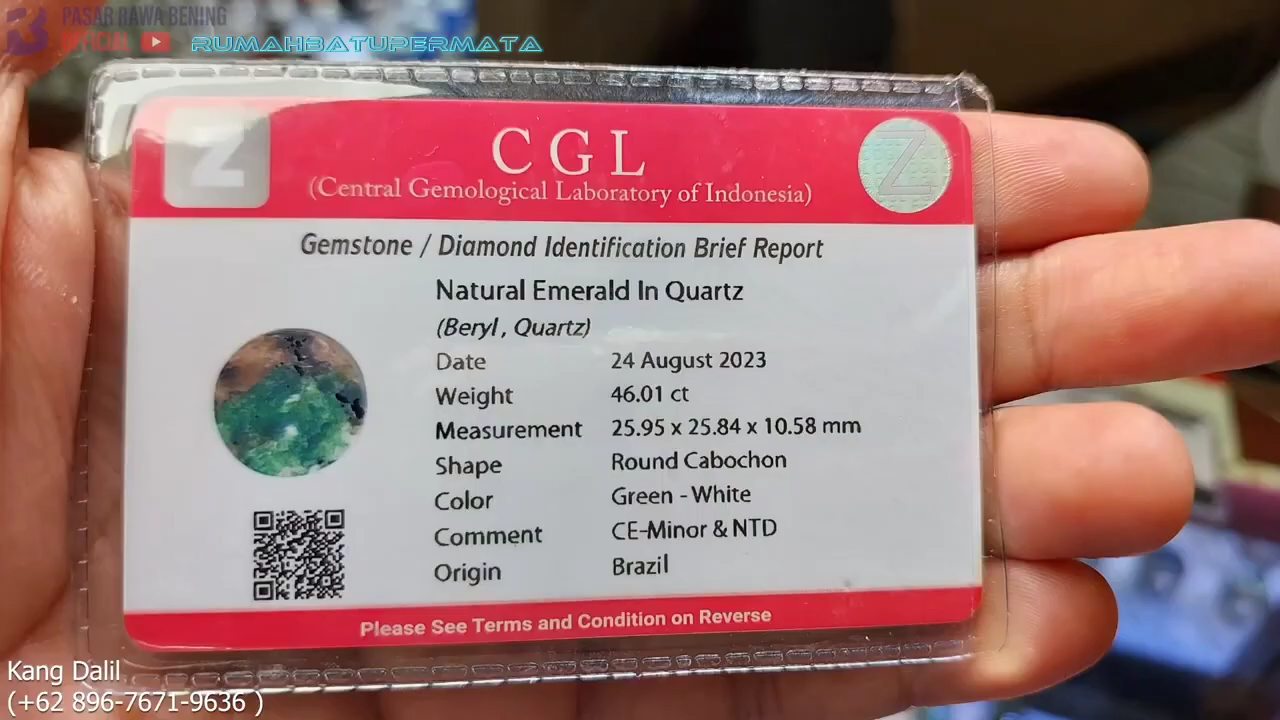 PASAR RAWA BENING
OFFICIAL
RUMAHBATUPERMATA
Z
Z
CGL
(Central Gemological Laboratory of Indonesia)
Gemstone / Diamond Identification Brief Report
Natural Emerald In Quartz
(Beryl , Quartz)
Date 24 August 2023
Weight 46.01 ct
Measurement 25.95 x 25.84 x 10.58 mm
Shape Round Cabochon
Color Green - White
Comment CE-Minor & NTD
Origin Brazil
Please See Terms and Condition on Reverse
Kang Dalil
(+62 896-7671-9636 )